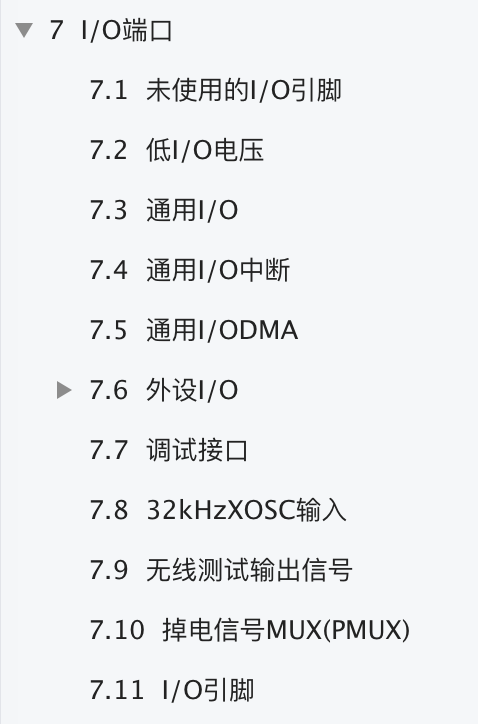 7 I/O端口
7.1 未使用的I/O引脚
7.2 低I/O电压
7.3 通用I/O
7.4 通用I/O中断
7.5 通用I/ODMA
7.6 外设I/O
7.7 调试接口
7.8 32kHzXOSC输入
7.9 无线测试输出信号
7.10 掉电信号MUX(PMUX)
7.11 I/O引脚